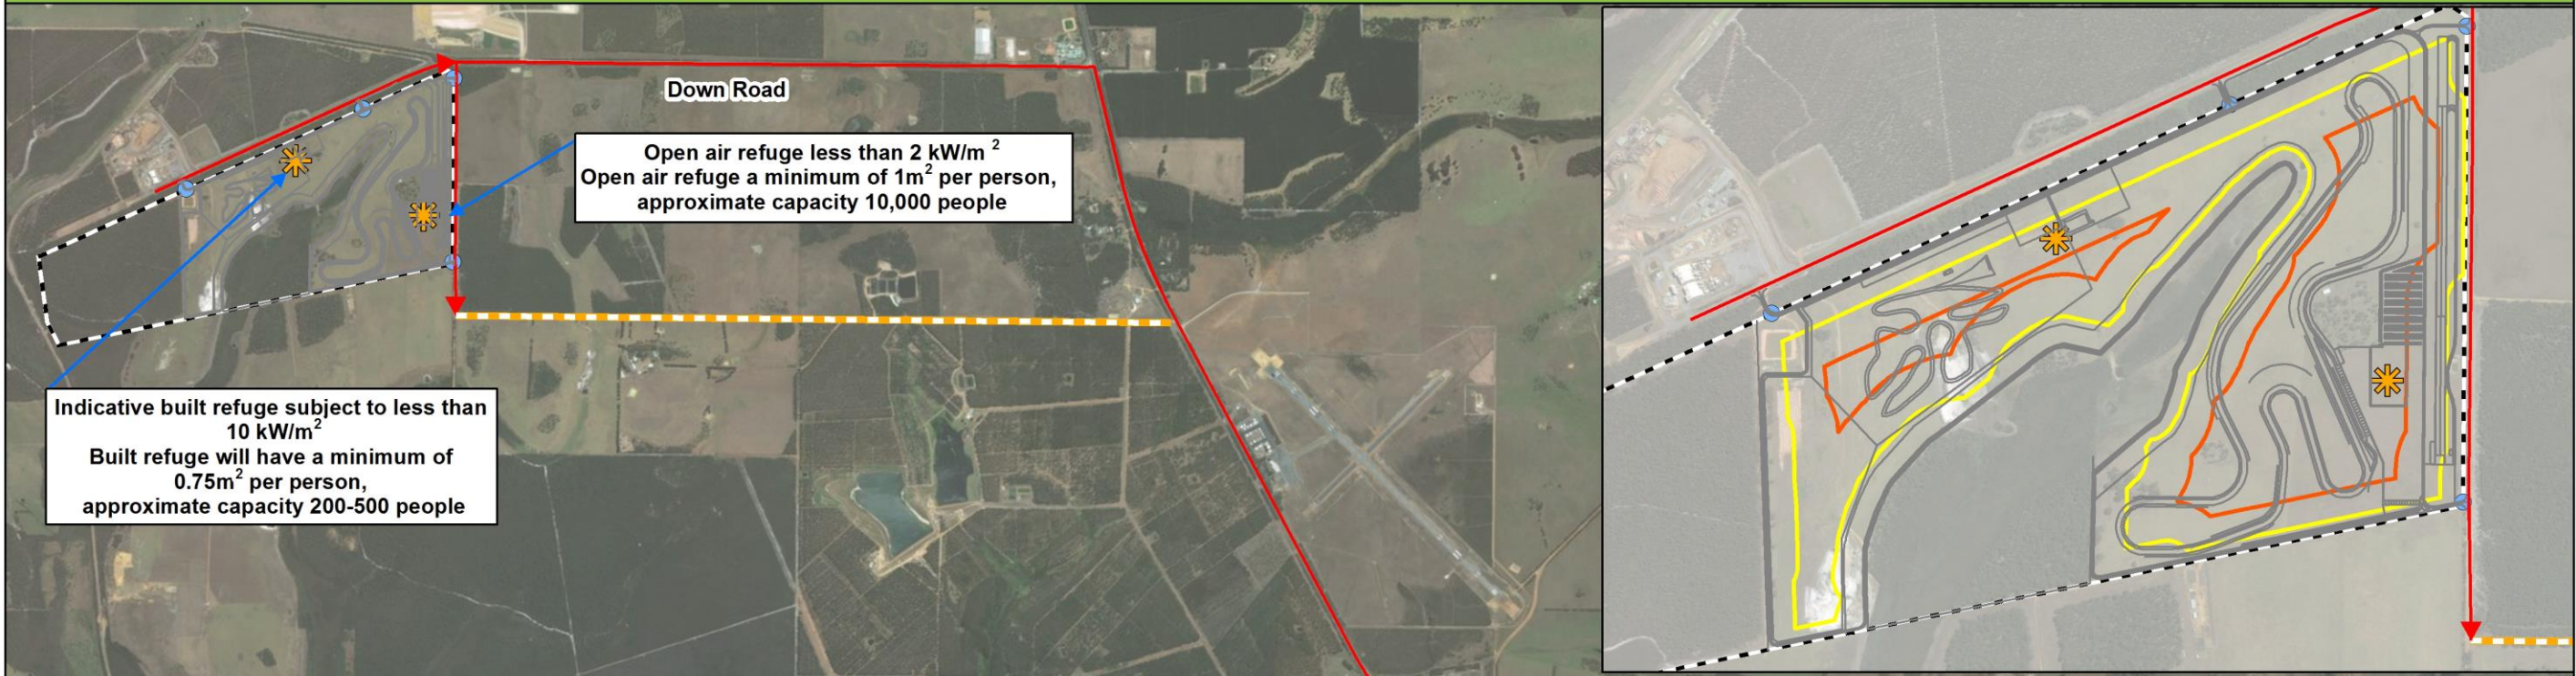 Down Road
Open air refuge less than 2 kW/m 2
Open air refuge a minimum of 1m2 per person,
approximate capacity 10,000 people
Indicative built refuge subject to less than
10 kW/m2
Built refuge will have a minimum of
0.75m2 per person,
approximate capacity 200-500 people